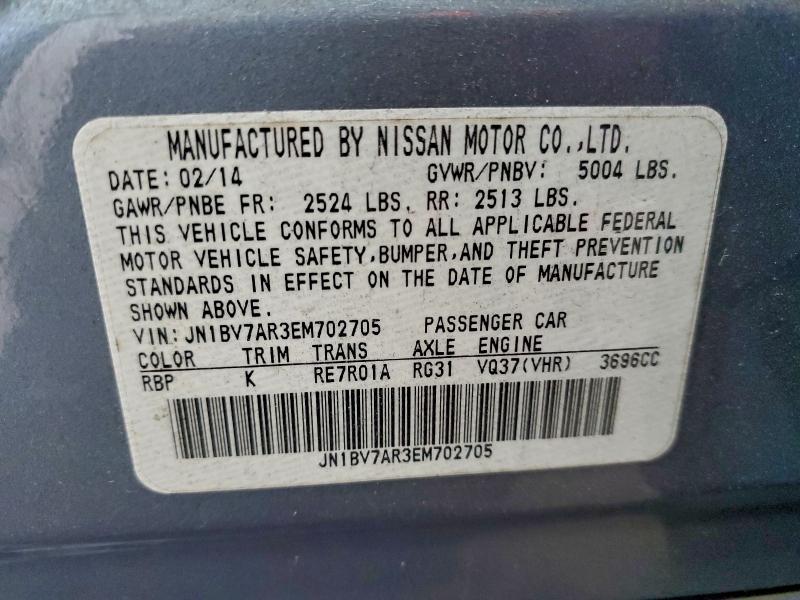 MANUFACTURED BY NISSAN MOTOR CO.,LTD.
DATE: 02/14 GVWR/PNBV: 5004 LBS.
GAWR/PNBE FR: 2524 LBS, RR: 2513 LBS.
THIS VEHICLE CONFORMS TO ALL APPLICABLE FEDERAL
MOTOR VEHICLE SAFETY,BUMPER,AND THEFT PREVENTION
STANDARDS IN EFFECT ON THE DATE OF MANUFACTURE
SHOWN ABOVE.
VIN:JN1BV7AR3EM702705 PASSENGER CAR
COLOR TRIM TRANS AXLE ENGINE
RBP K RE7R01A RG31 VQ37(VHR) 3696CC
JN1BV7AR3EM702705